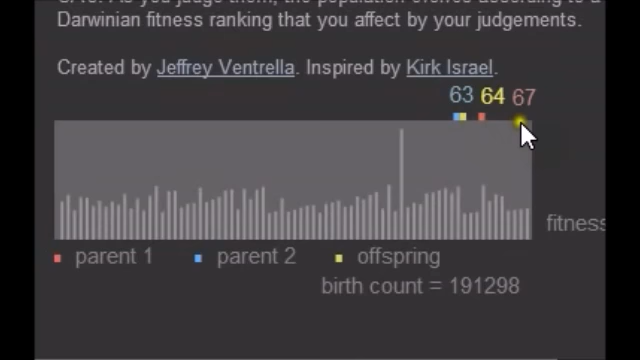 Darwinian fitness ranking that you affect by your judgements.
Created by Jeffrey Ventrella. Inspired by Kirk Israel.
63 64 67
fitness
parent 1 parent 2 offspring
birth count = 191298